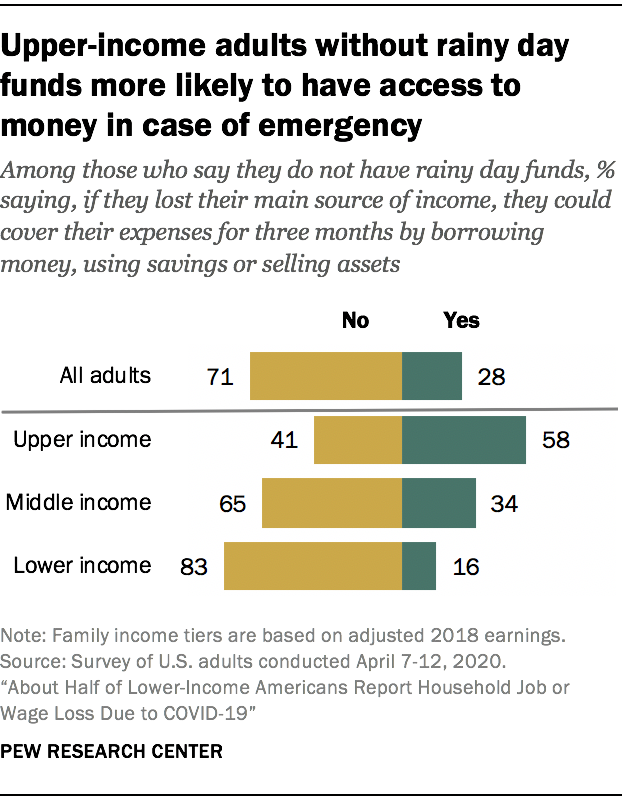 Upper-income adults without rainy day
funds more likely to have access to
money in case of emergency
Among those who say they do not have rainy day funds, %
saying, if they lost their main source of income, they could
cover their expenses for three months by borrowing
money, using savings or selling assets
No Yes
All adults 71 28
Upper income 41 58
Middle income 65 34
Lower income 83 16
Note: Family income tiers are based on adjusted 2018 earnings.
Source: Survey of U.S. adults conducted April 7-12, 2020.
“About Half of Lower-Income Americans Report Household Job or
Wage Loss Due to COVID-19”
PEW RESEARCH CENTER